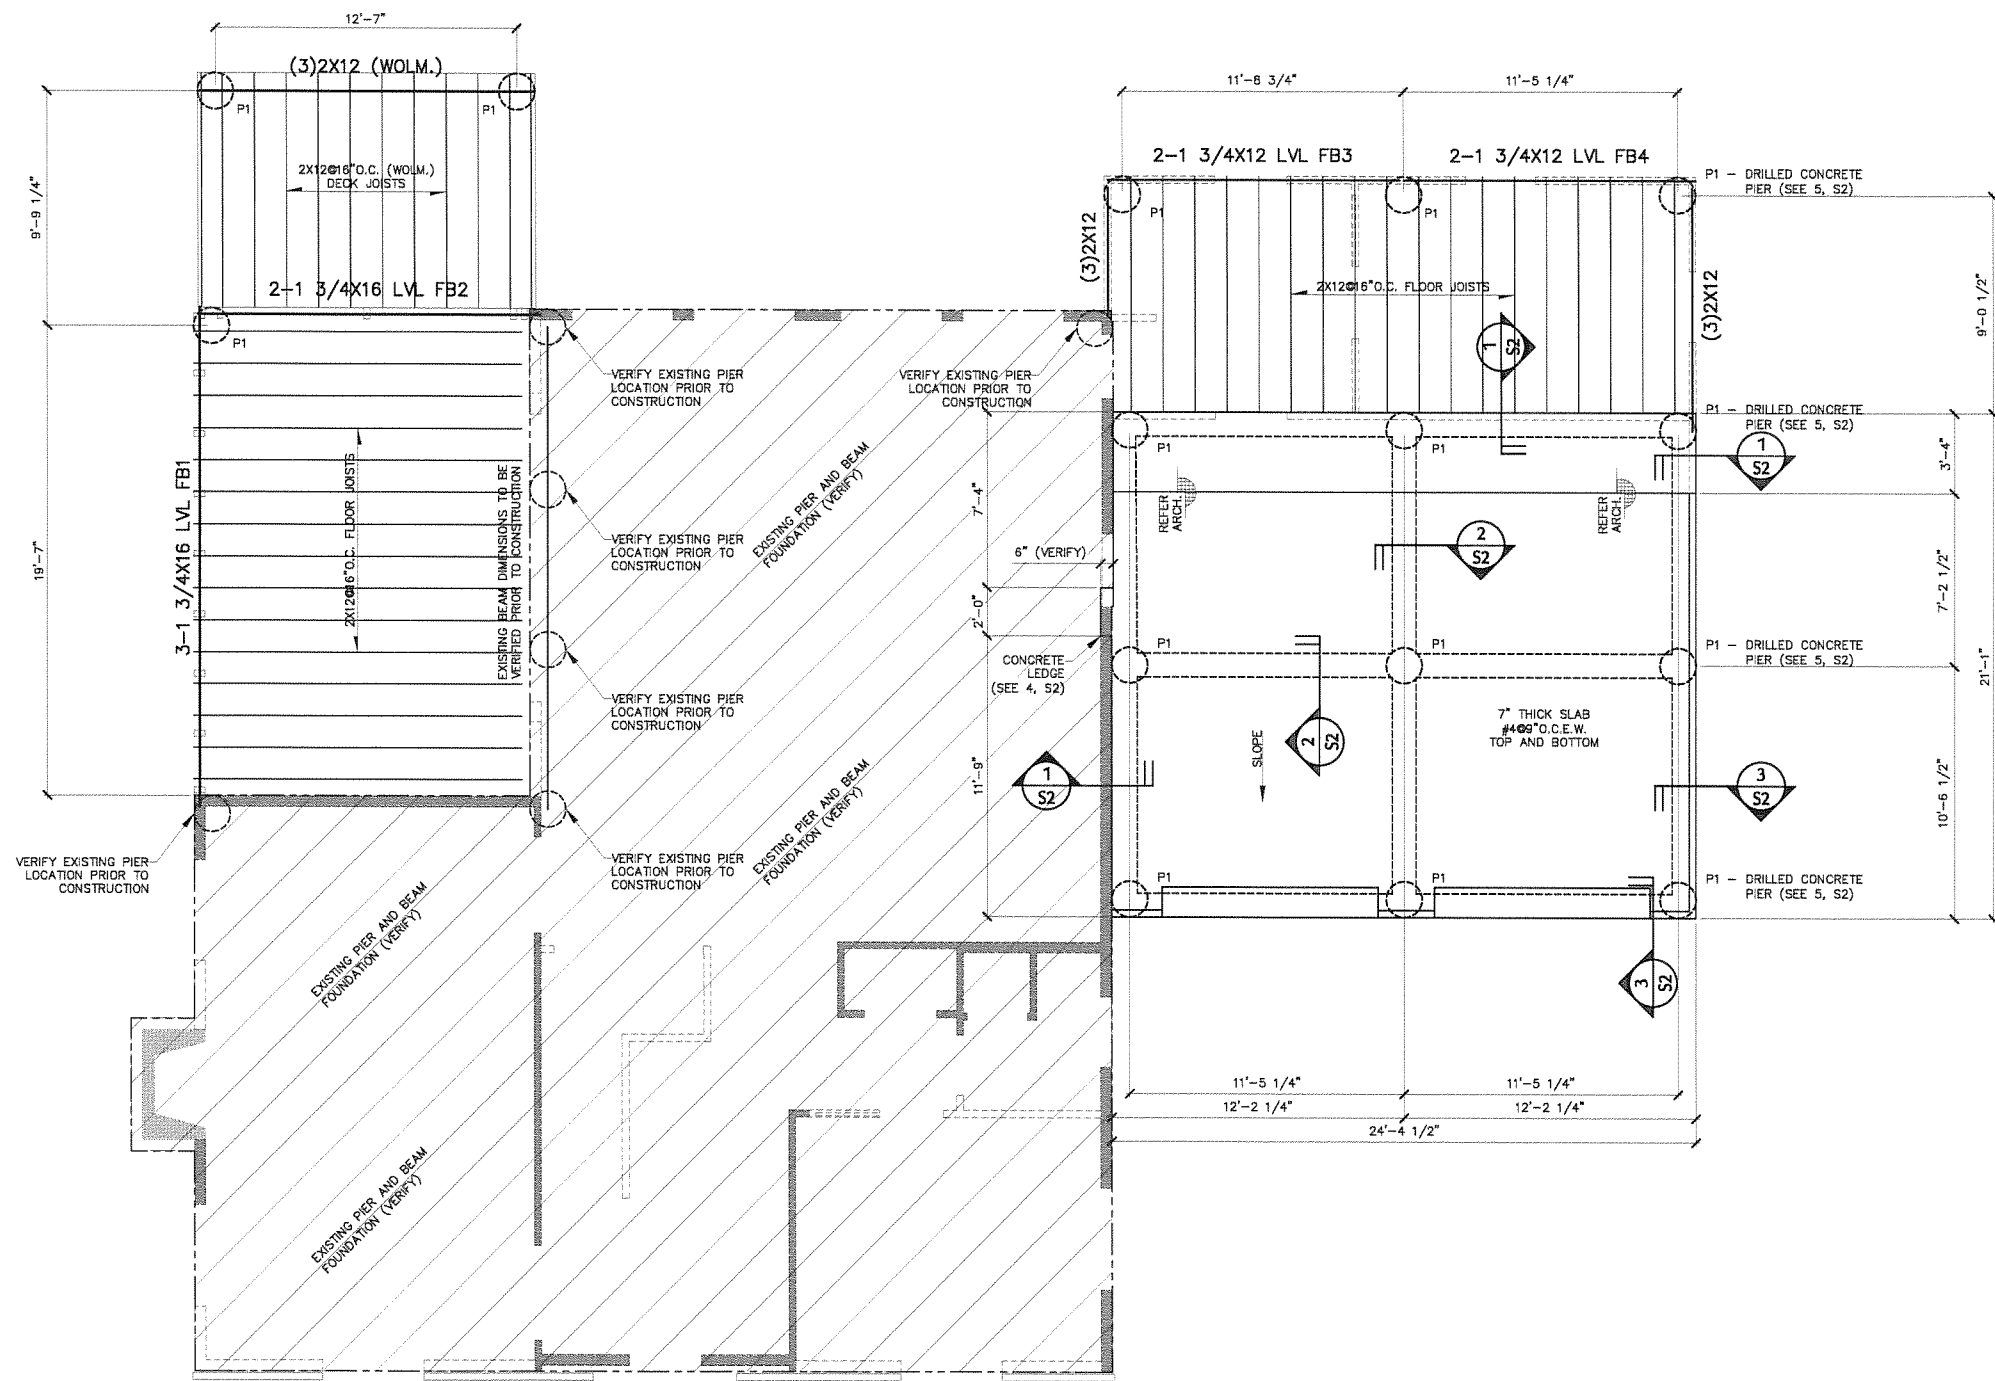 12'-7"
(3)2X12 (WOLM.)
P1
P1
2X12@16"O.C. (WOLM.)
DECK JOISTS
9'-9 1/4"
2-1 3/4X16 LVL FB2
P1
11'-8 3/4"
11'-5 1/4"
2-1 3/4X12 LVL FB3
2-1 3/4X12 LVL FB4
P1 - DRILLED CONCRETE
PIER (SEE 5, S2)
P1
P1
(3)2X12
(3)2X12
2X12@16"O.C. FLOOR JOISTS
9'-0 1/2"
1
S2
VERIFY EXISTING PIER
LOCATION PRIOR TO
CONSTRUCTION
VERIFY EXISTING PIER
LOCATION PRIOR TO
CONSTRUCTION
P1 - DRILLED CONCRETE
PIER (SEE 5, S2)
P1
P1
1
S2
3'-4"
19'-7"
3-1 3/4X16 LVL FB1
2X12@16"O.C. FLOOR JOISTS
EXISTING BEAM DIMENSIONS TO BE
VERIFIED PRIOR TO CONSTRUCTION
VERIFY EXISTING PIER
LOCATION PRIOR TO
CONSTRUCTION
EXISTING PIER AND BEAM
FOUNDATION (VERIFY)
7'-4"
6" (VERIFY)
REFER
ARCH.
REFER
ARCH.
2
S2
7'-2 1/2"
2'-0"
CONCRETE
LEDGE
(SEE 4, S2)
P1
P1
P1 - DRILLED CONCRETE
PIER (SEE 5, S2)
21'-1"
VERIFY EXISTING PIER
LOCATION PRIOR TO
CONSTRUCTION
7" THICK SLAB
#4@9"O.C.E.W.
TOP AND BOTTOM
2
S2
SLOPE
1
S2
11'-9"
3
S2
10'-6 1/2"
VERIFY EXISTING PIER
LOCATION PRIOR TO
CONSTRUCTION
VERIFY EXISTING PIER
LOCATION PRIOR TO
CONSTRUCTION
EXISTING PIER AND BEAM
FOUNDATION (VERIFY)
P1
P1
P1 - DRILLED CONCRETE
PIER (SEE 5, S2)
EXISTING PIER AND BEAM
FOUNDATION (VERIFY)
3
S2
11'-5 1/4"
11'-5 1/4"
12'-2 1/4"
12'-2 1/4"
24'-4 1/2"
EXISTING PIER AND BEAM
FOUNDATION (VERIFY)